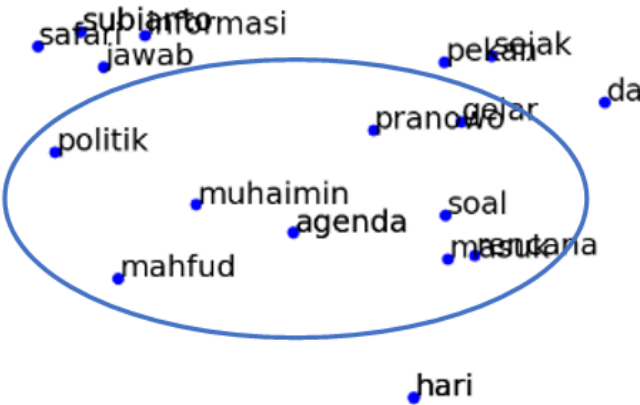 subianto
informasi
safari
jawab
pekan
sejak
da
pranowo
gelar
politik
muhaimin
soal
agenda
masuk
rencana
mahfud
hari